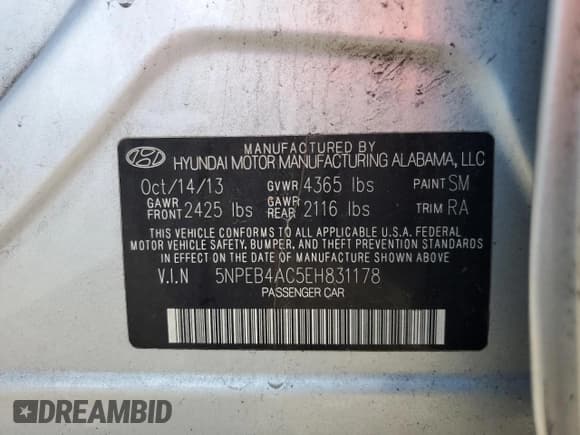 MANUFACTURED BY
HYUNDAI MOTOR MANUFACTURING ALABAMA, LLC
Oct/14/13 GVWR 4365 lbs PAINT SM
GAWR FRONT 2425 lbs GAWR REAR 2116 lbs TRIM RA
THIS VEHICLE CONFORMS TO ALL APPLICABLE U.S.A. FEDERAL
MOTOR VEHICLE SAFETY, BUMPER, AND THEFT PREVENTION STANDARDS
IN EFFECT ON THE DATE OF MANUFACTURE SHOWN ABOVE
V.I.N 5NPEB4AC5EH831178
PASSENGER CAR
DREAMBID